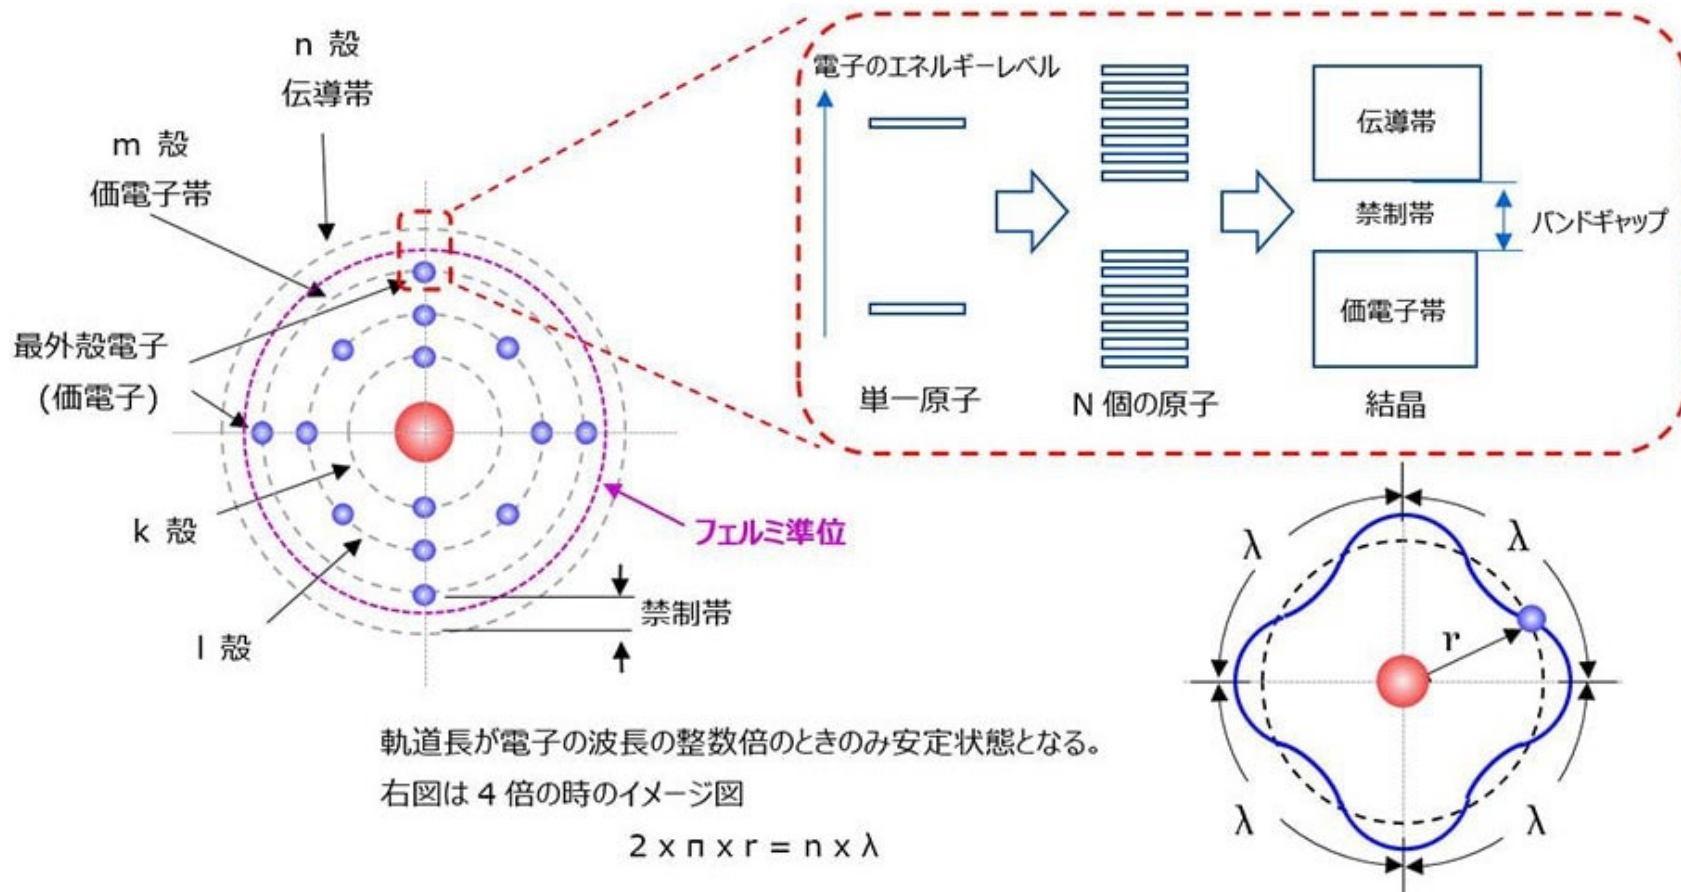 n 殻
伝導帯
m 殻
価電子帯
最外殻電子
(価電子)
k 殻
l 殻
フェルミ準位
禁制帯
電子のエネルギーレベル
単一原子
N 個の原子
伝導帯
禁制帯
価電子帯
結晶
バンドギャップ
λ
λ
r
λ
λ
軌道長が電子の波長の整数倍のときのみ安定状態となる。
右図は 4 倍の時のイメージ図
2 x π x r = n x λ